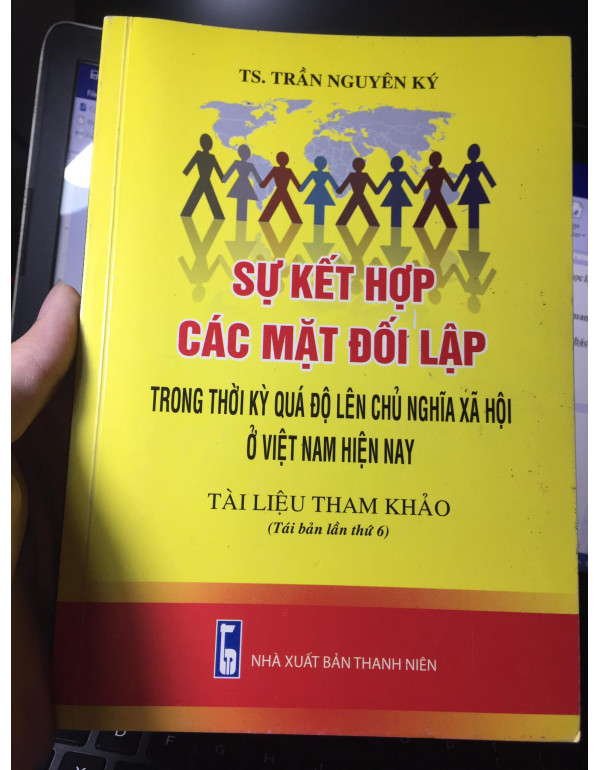 TS. TRẦN NGUYÊN KÝ
SỰ KẾT HỢP
CÁC MẶT ĐỐI LẬP
TRONG THỜI KỲ QUÁ ĐỘ LÊN CHỦ NGHĨA XÃ HỘI
Ở VIỆT NAM HIỆN NAY
TÀI LIỆU THAM KHẢO
(Tái bản lần thứ 6)
NHÀ XUẤT BẢN THANH NIÊN